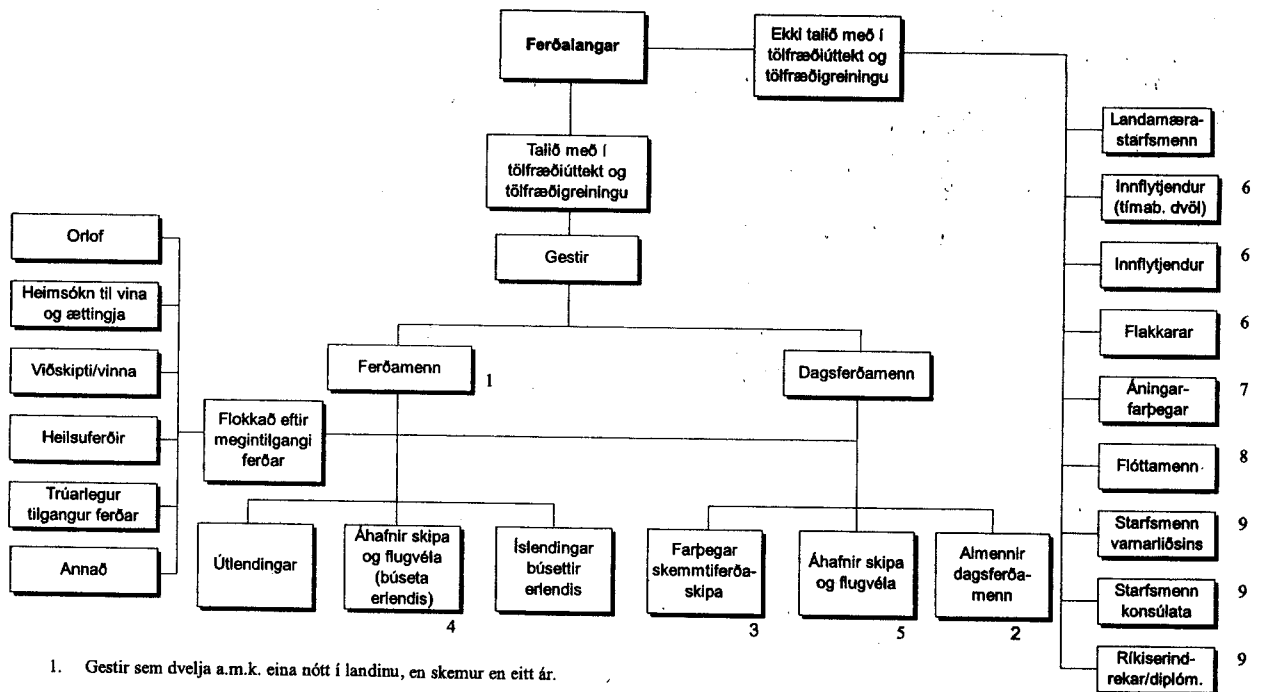 Ferðalangar
Ekki talið með í
tölfræðiúttekt og
tölfræðigreiningu
Talið með í
tölfræðiúttekt og
tölfræðigreiningu
Gestir
Landamæra-
starfsmenn
Innflytjendur
(tímab. dvöl)
6
Innflytjendur
6
Flakkarar
6
Áningar-
farþegar
7
Flóttamenn
8
Starfsmenn
varnarliðsins
9
Starfsmenn
konsúlata
9
Ríkiserind-
rekar/diplóm.
9
Orlof
Heimsókn til vina
og ættingja
Viðskipti/vinna
Heilsuferðir
Trúarlegur
tilgangur ferðar
Annað
Ferðamenn
1
Dagsferðamenn
Flokkað eftir
megintilgangi
ferðar
Útlendingar
Áhafnir skipa
og flugvéla
(búseta
erlendis)
4
Íslendingar
búsettir
erlendis
Farþegar
skemmtiferða-
skipa
3
Áhafnir skipa
og flugvéla
5
Almennir
dagsferða-
menn
2
1. Gestir sem dvelja a.m.k. eina nótt í landinu, en skemur en eitt ár.